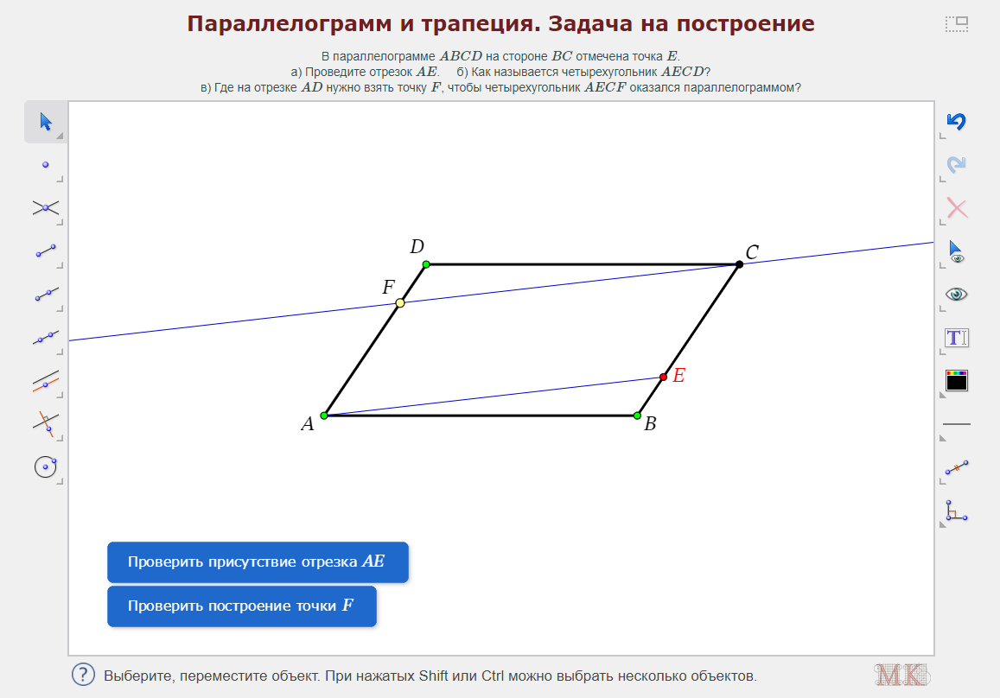 Параллелограмм и трапеция. Задача на построение
В параллелограмме ABCD на стороне BC отмечена точка E.
а) Проведите отрезок AE. б) Как называется четырехугольник AECD?
в) Где на отрезке AD нужно взять точку F, чтобы четырехугольник AECF оказался параллелограммом?
D
C
F
E
A
B
T
Проверить присутствие отрезка AE
Проверить построение точки F
? Выберите, переместите объект. При нажатых Shift или Ctrl можно выбрать несколько объектов.
МК